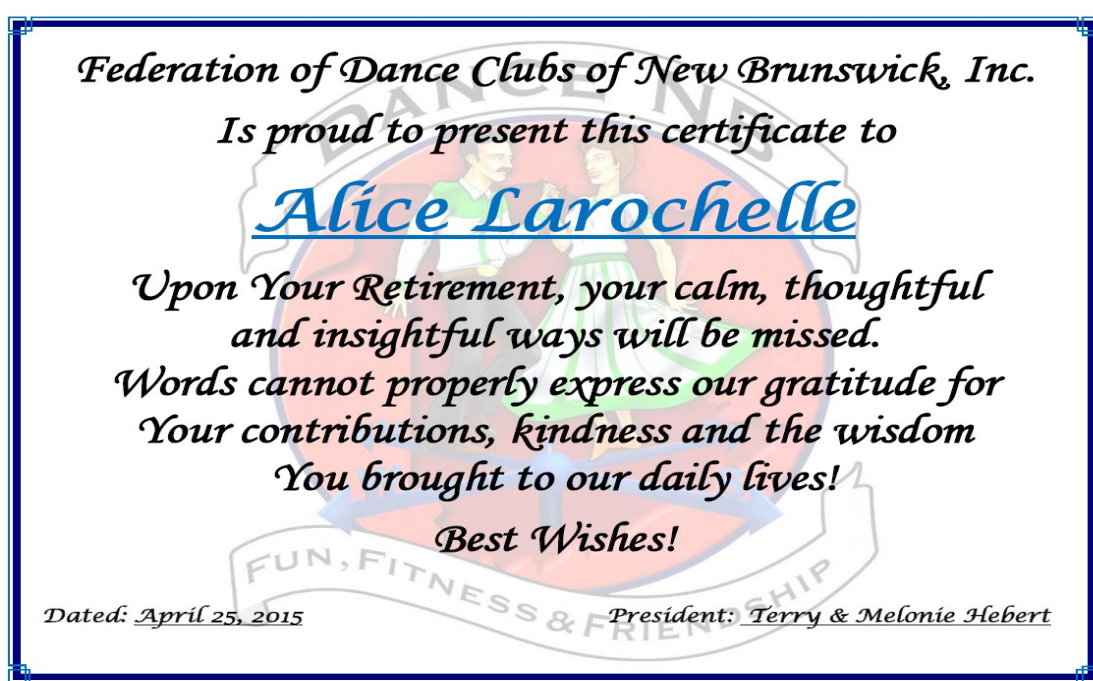 Federation of Dance Clubs of New Brunswick, Inc.
DANCE NB
Is proud to present this certificate to
Alice Larochelle
Upon Your Retirement, your calm, thoughtful
and insightful ways will be missed.
Words cannot properly express our gratitude for
Your contributions, kindness and the wisdom
You brought to our daily lives!
Best Wishes!
FUN, FITNESS & FRIENDSHIP
Dated: April 25, 2015 President: Terry & Melonie Hebert